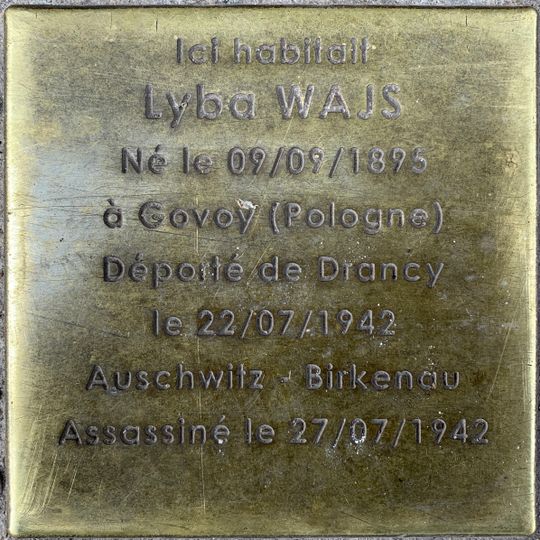 Ici habitait
Lyba WAJS
Né le 09/09/1895
à Govoy (Pologne)
Déporté de Drancy
le 22/07/1942
Auschwitz - Birkenau
Assassiné le 27/07/1942